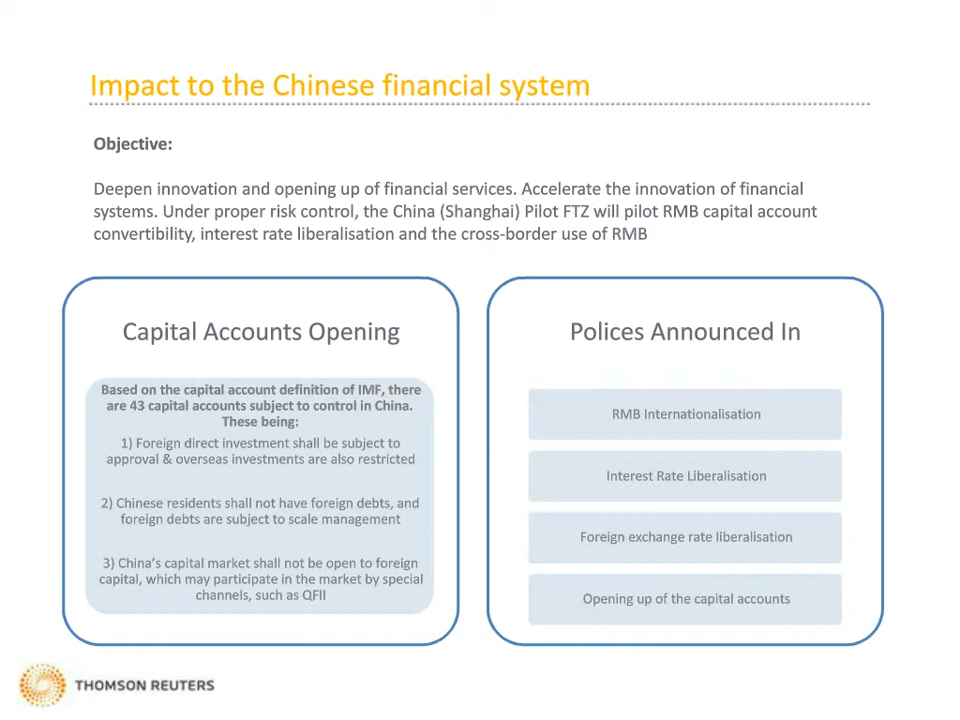 Impact to the Chinese financial system
Objective:
Deepen innovation and opening up of financial services. Accelerate the innovation of financial
systems. Under proper risk control, the China (Shanghai) Pilot FTZ will pilot RMB capital account
convertibility, interest rate liberalisation and the cross-border use of RMB
Capital Accounts Opening
Based on the capital account definition of IMF, there
are 43 capital accounts subject to control in China.
These being:
1) Foreign direct investment shall be subject to
approval & overseas investments are also restricted
2) Chinese residents shall not have foreign debts, and
foreign debts are subject to scale management
3) China’s capital market shall not be open to foreign
capital, which may participate in the market by special
channels, such as QFII
Polices Announced In
RMB Internationalisation
Interest Rate Liberalisation
Foreign exchange rate liberalisation
Opening up of the capital accounts
THOMSON REUTERS